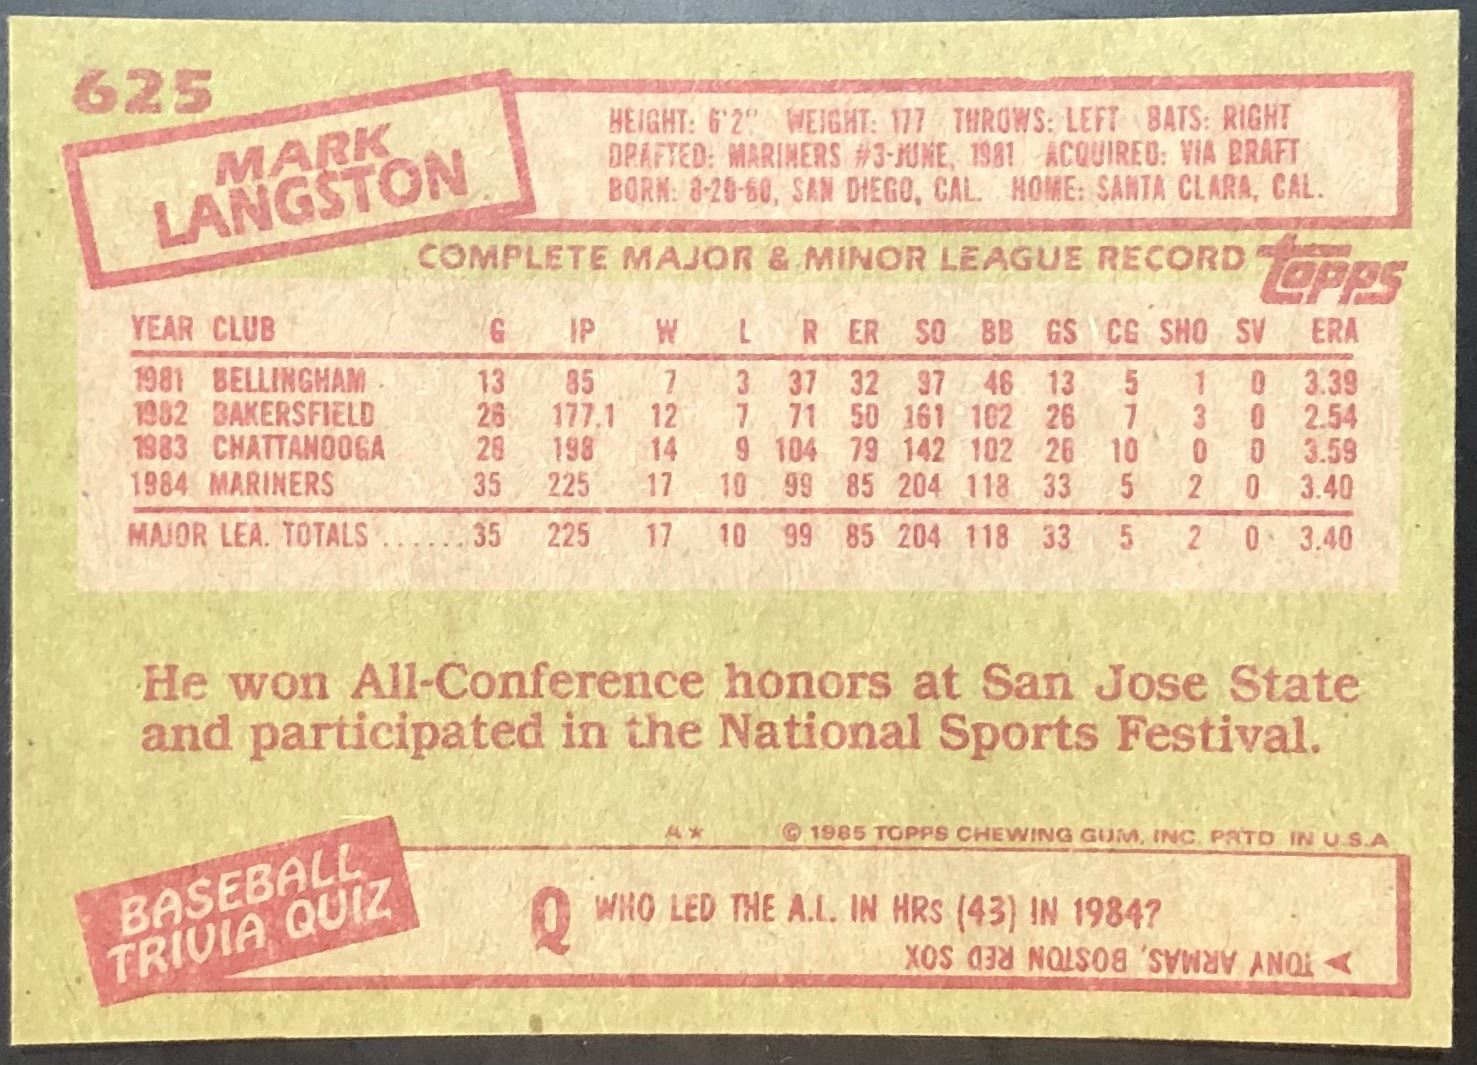 625
MARK
LANGSTON
HEIGHT: 6'2" WEIGHT: 177 THROWS: LEFT BATS: RIGHT
DRAFTED: MARINERS #3-JUNE, 1981 ACQUIRED: VIA DRAFT
BORN: 8-20-60, SAN DIEGO, CAL. HOME: SANTA CLARA, CAL.
COMPLETE MAJOR & MINOR LEAGUE RECORD topps
YEAR CLUB G IP W L R ER SO BB GS CG SHO SV ERA
1981 BELLINGHAM 13 85 7 3 37 32 97 46 13 5 1 0 3.39
1982 BAKERSFIELD 26 177.1 12 7 71 50 161 102 26 7 3 0 2.54
1983 CHATTANOOGA 28 198 14 9 104 79 142 102 26 10 0 0 3.59
1984 MARINERS 35 225 17 10 99 85 204 118 33 5 2 0 3.40
MAJOR LEA. TOTALS ...... 35 225 17 10 99 85 204 118 33 5 2 0 3.40
He won All-Conference honors at San Jose State
and participated in the National Sports Festival.
A* © 1985 TOPPS CHEWING GUM, INC. PRTD. IN U.S.A
BASEBALL
TRIVIA QUIZ
Q WHO LED THE A.L. IN HRs (43) IN 1984?
TONY ARMAS, BOSTON RED SOX